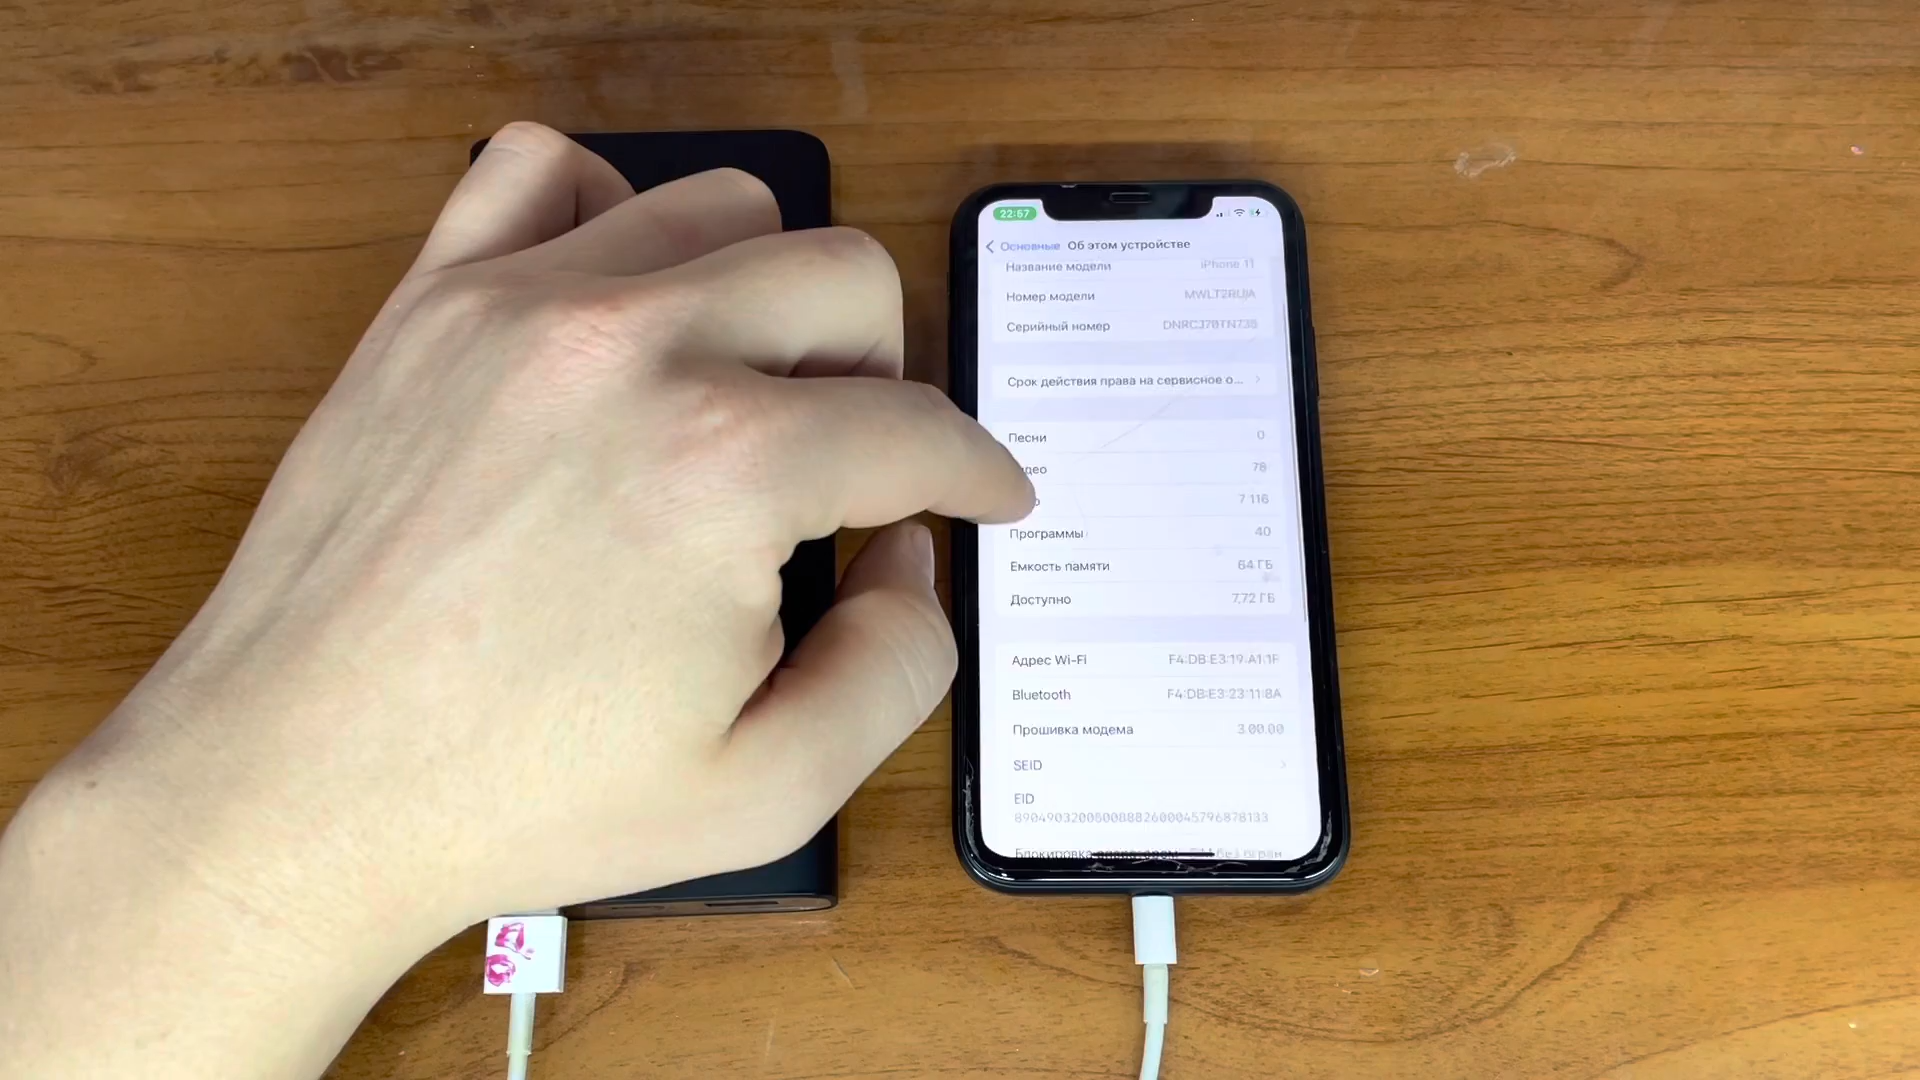 22:57
Основные Об этом устройстве
Название модели iPhone 11
Номер модели MWLT2RU/A
Серийный номер
Срок действия права на сервисное о...
Песни 0
део 78
о 7 116
Программы 40
Емкость памяти 64 ГБ
Доступно 7,72 ГБ
Адрес Wi-Fi F4:DB:E3:19:A1:1F
Bluetooth F4:DB:E3:23:11:8A
Прошивка модема 3.00.00
SEID
EID
Блокировка оператором